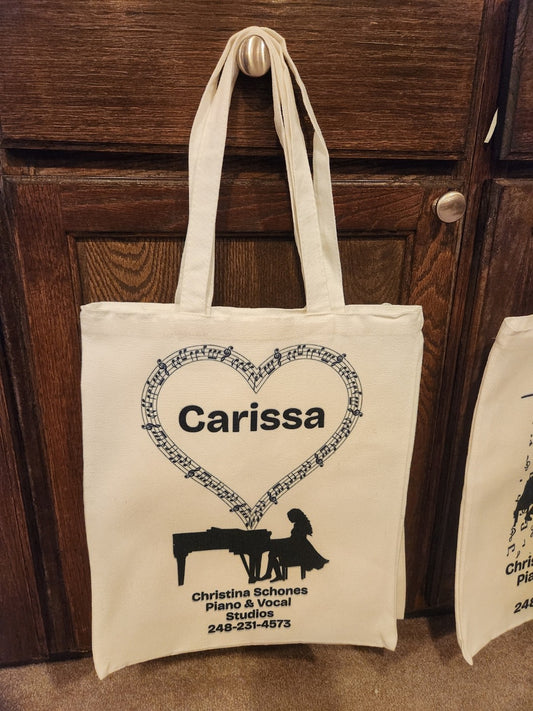 Carissa
Christina Schones
Piano & Vocal
Studios
248-231-4573